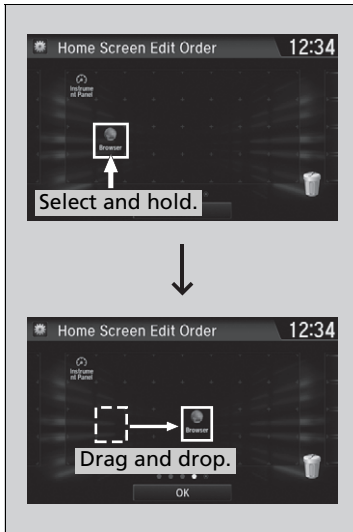 Home Screen Edit Order 12:34
Instrume
nt Panel
Browser
Select and hold.
Home Screen Edit Order 12:34
Instrume
nt Panel
Browser
Drag and drop.
OK